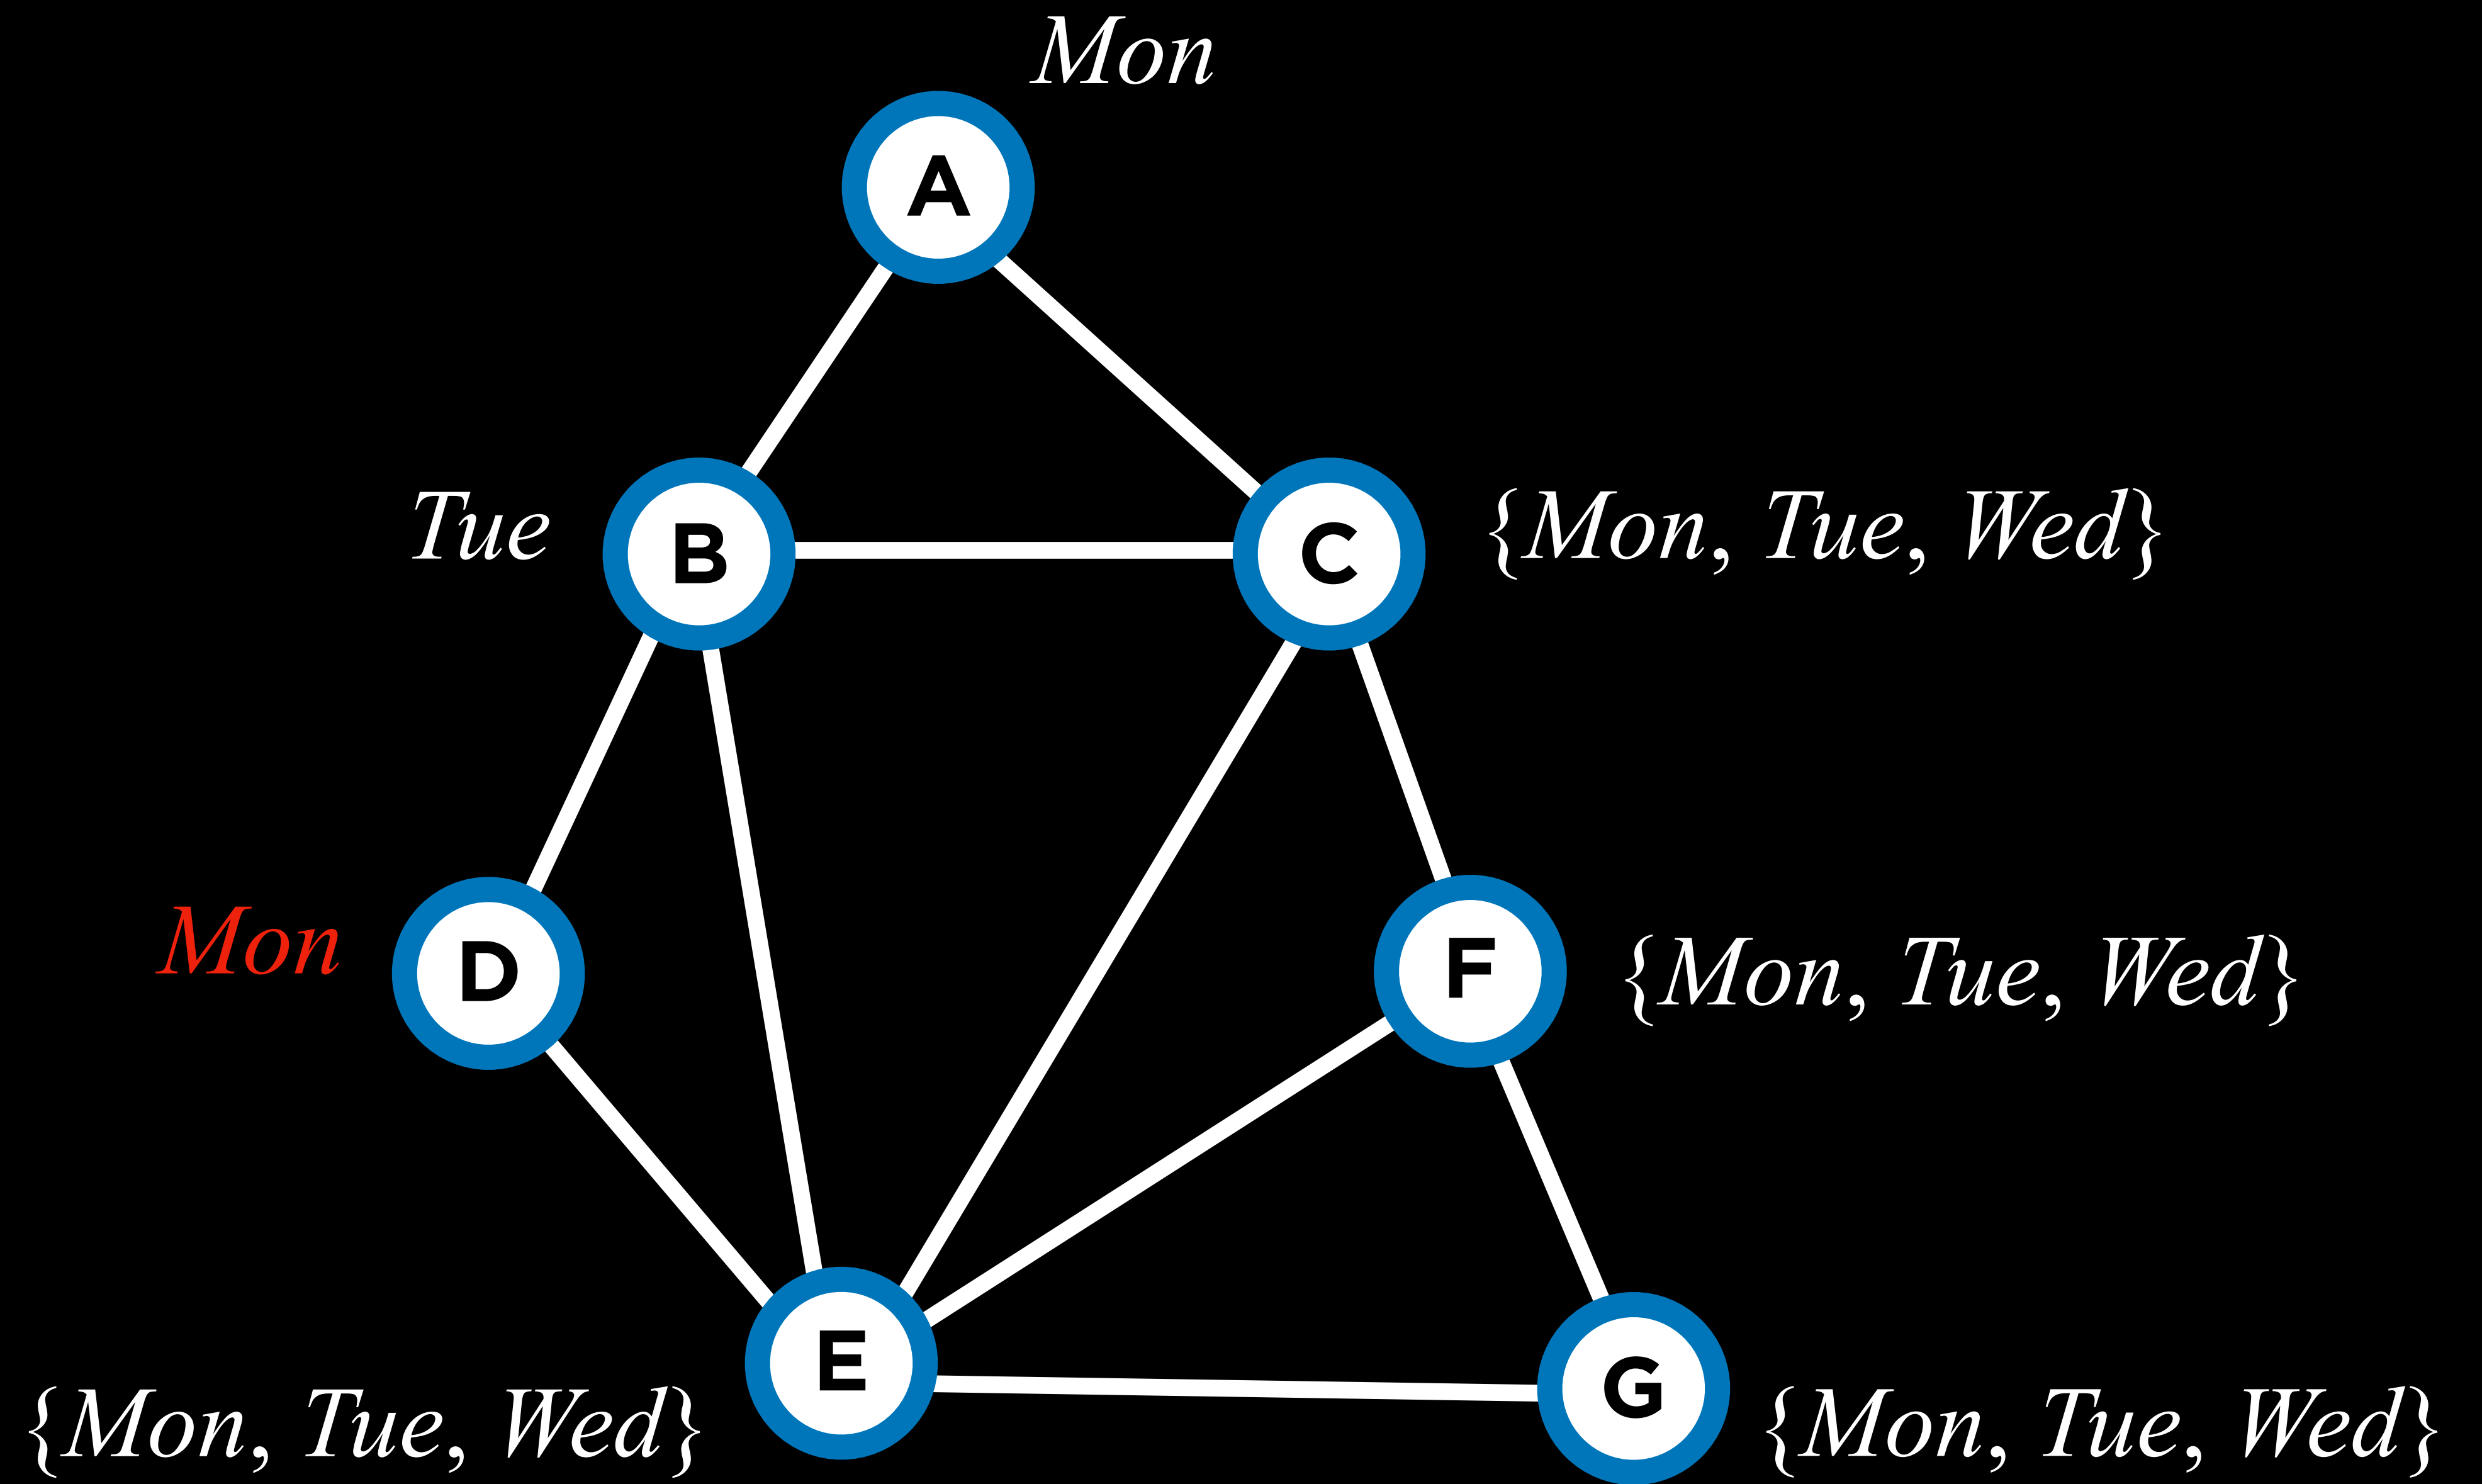 Mon
A
Tue
B
C
{Mon, Tue, Wed}
Mon
D
F
{Mon, Tue, Wed}
E
G
{Mon, Tue, Wed}
{Mon, Tue, Wed}